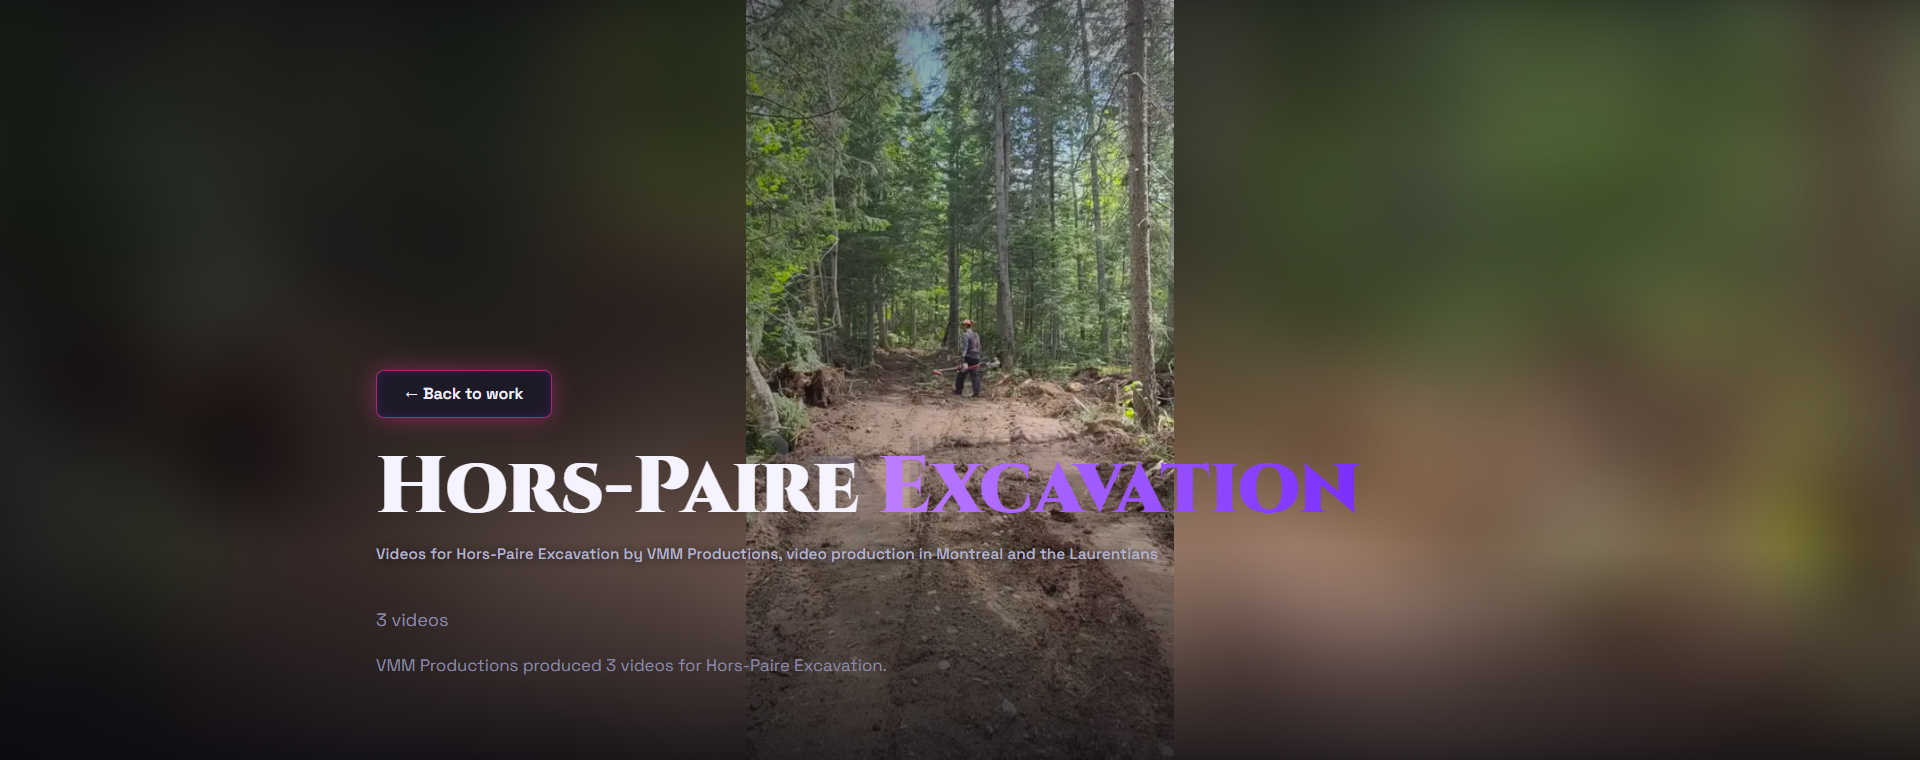 ← Back to work
Hors-Paire Excavation
Videos for Hors-Paire Excavation by VMM Productions, video production in Montreal and the Laurentians
3 videos
VMM Productions produced 3 videos for Hors-Paire Excavation.